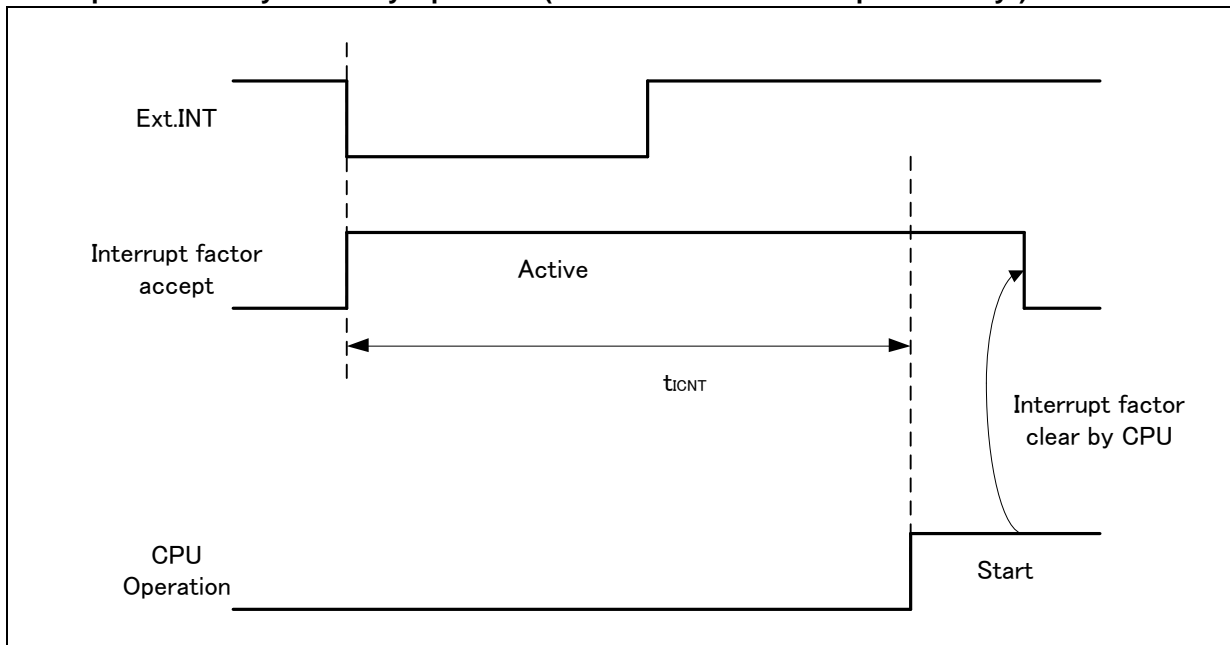 Ext.INT
Interrupt factor
accept
Active
tICNT
Interrupt factor
clear by CPU
CPU
Operation
Start